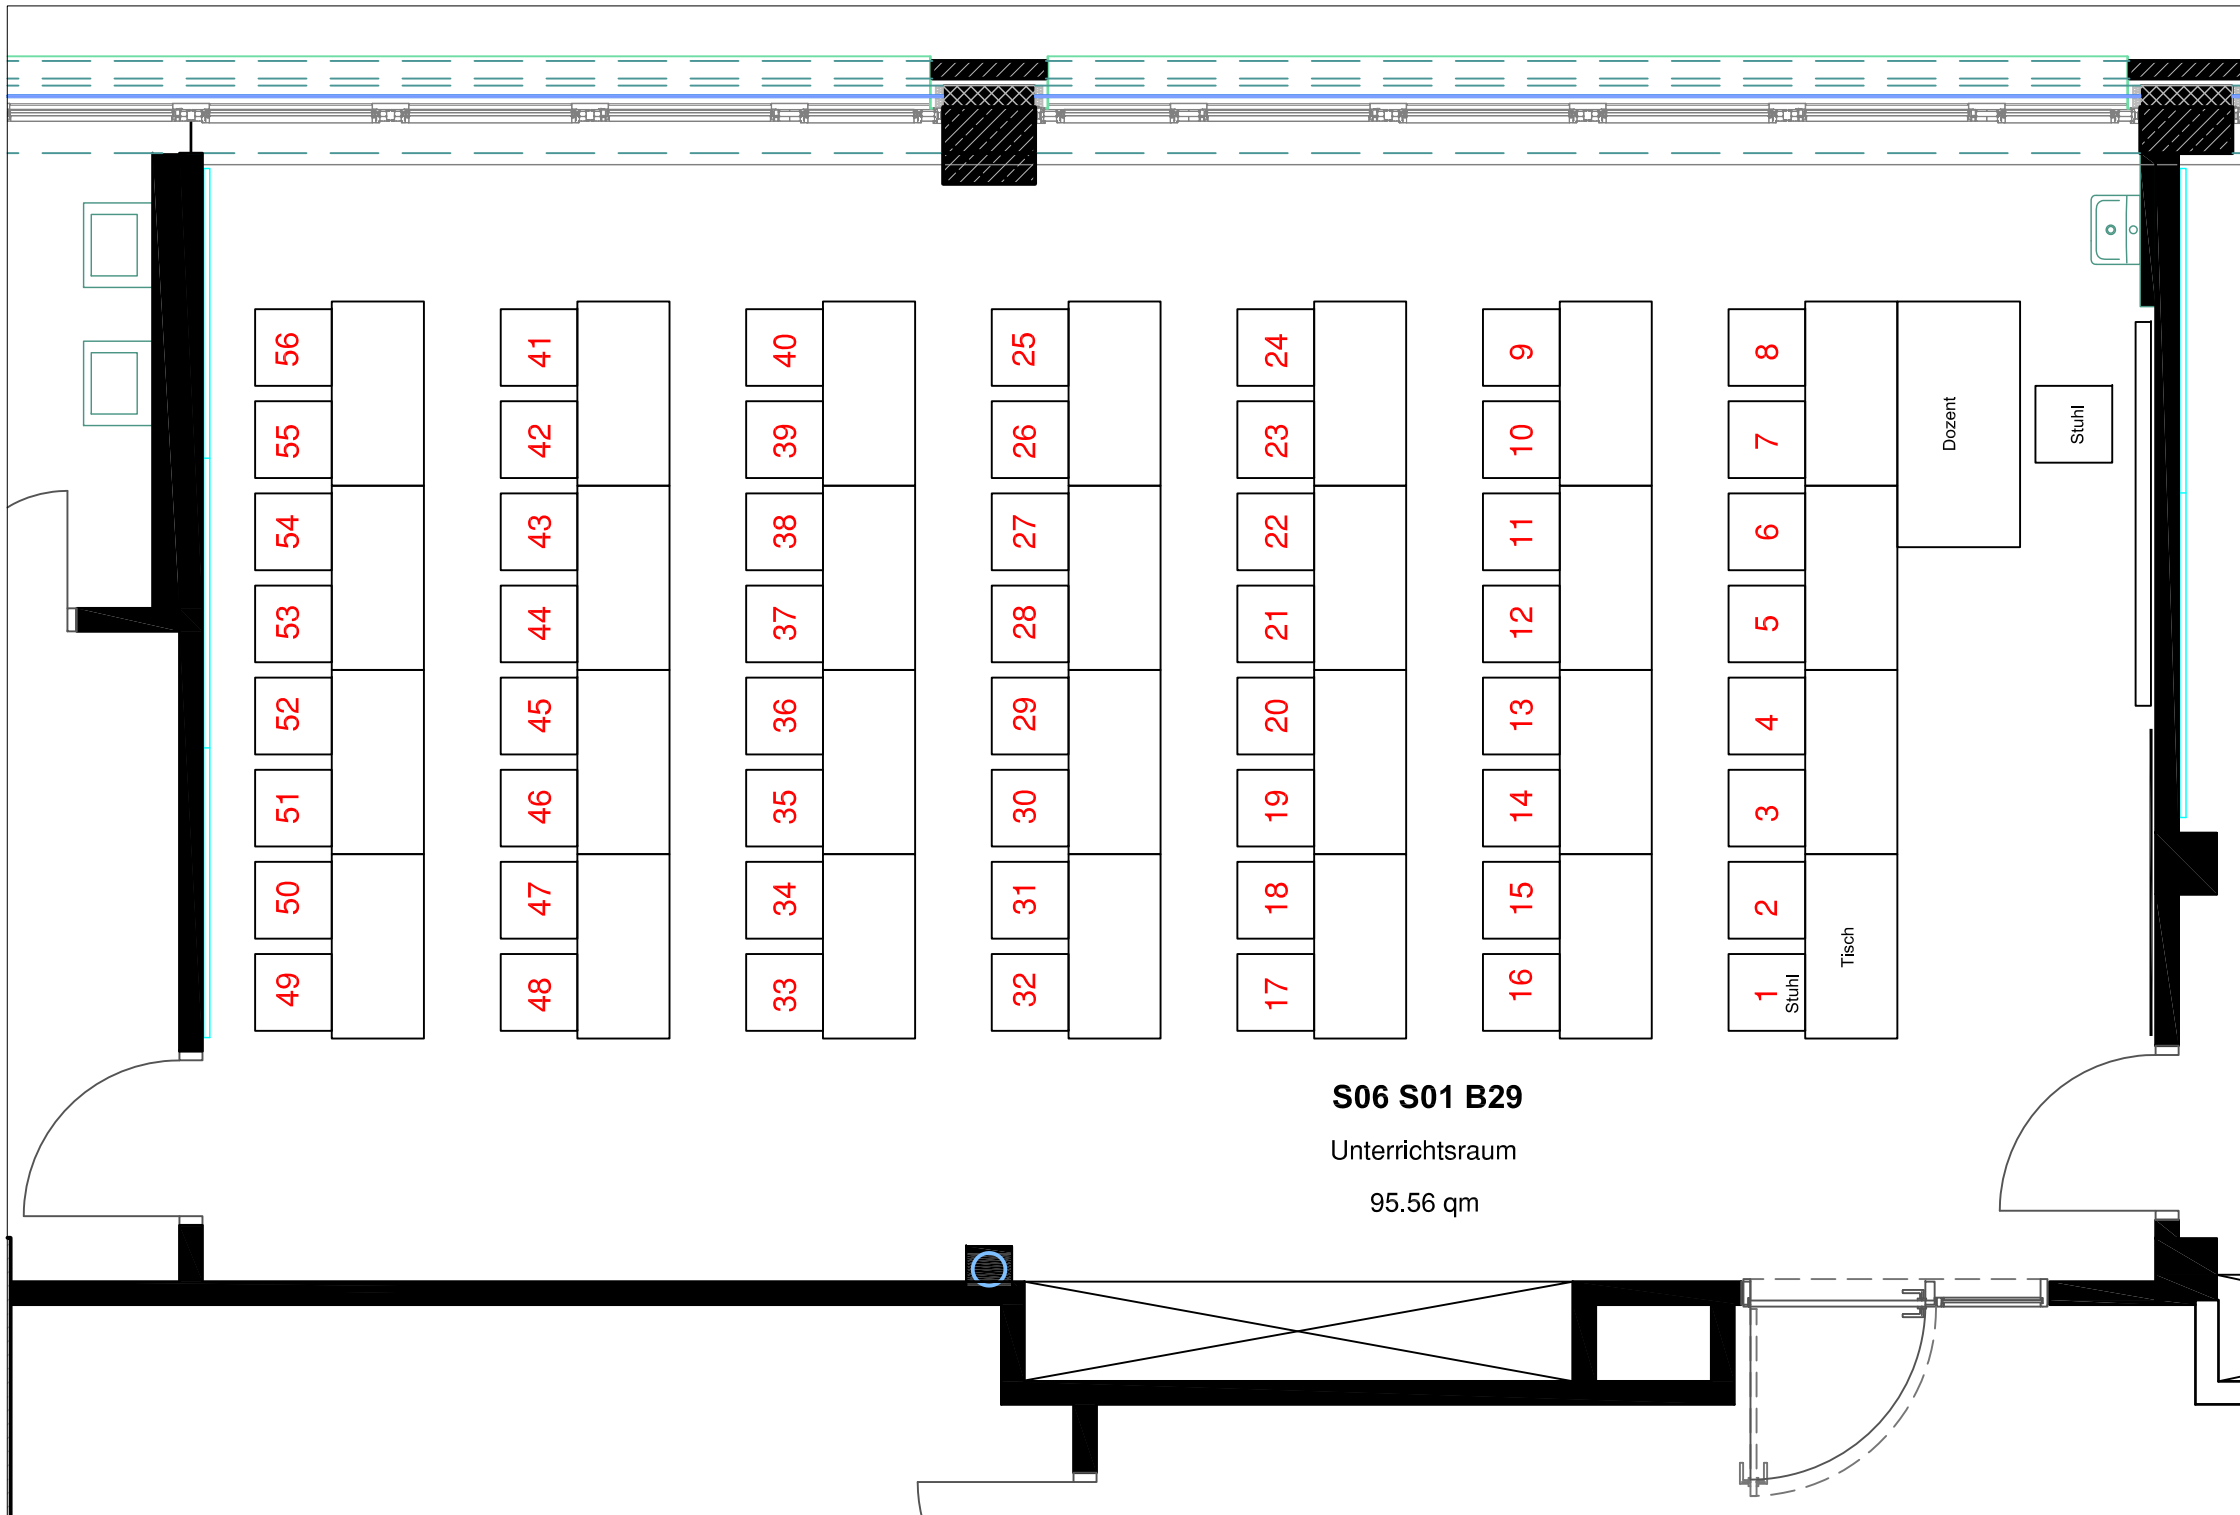 56 41 40 25 24 9 8
55 42 39 26 23 10 7 Dozent Stuhl
54 43 38 27 22 11 6
53 44 37 28 21 12 5
52 45 36 29 20 13 4
51 46 35 30 19 14 3
50 47 34 31 18 15 2
Tisch
49 48 33 32 17 16 1 Stuhl
S06 S01 B29
Unterrichtsraum
95.56 qm